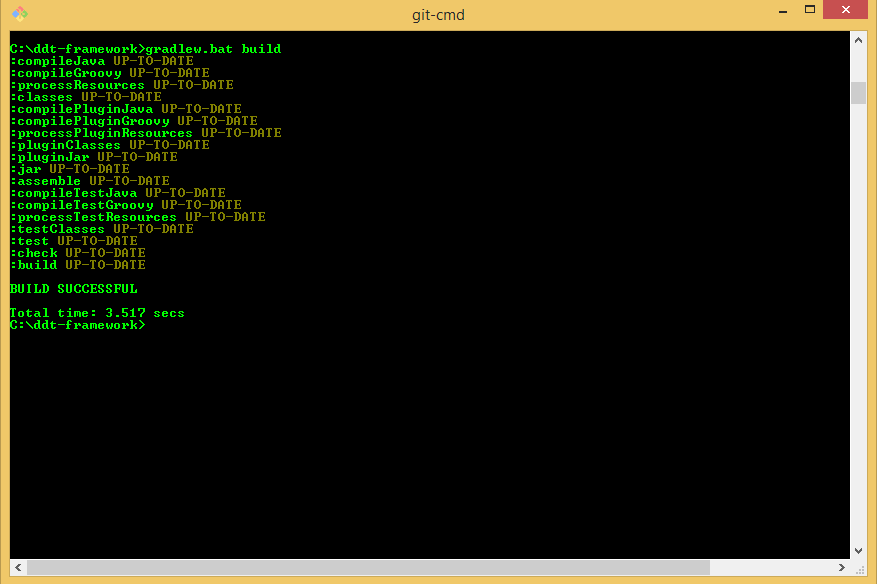 git-cmd
C:\ddt-framework>gradlew.bat build
:compileJava UP-TO-DATE
:compileGroovy UP-TO-DATE
:processResources UP-TO-DATE
:classes UP-TO-DATE
:compilePluginJava UP-TO-DATE
:compilePluginGroovy UP-TO-DATE
:processPluginResources UP-TO-DATE
:pluginClasses UP-TO-DATE
:pluginJar UP-TO-DATE
:jar UP-TO-DATE
:assemble UP-TO-DATE
:compileTestJava UP-TO-DATE
:compileTestGroovy UP-TO-DATE
:processTestResources UP-TO-DATE
:testClasses UP-TO-DATE
:test UP-TO-DATE
:check UP-TO-DATE
:build UP-TO-DATE
BUILD SUCCESSFUL
Total time: 3.517 secs
C:\ddt-framework>